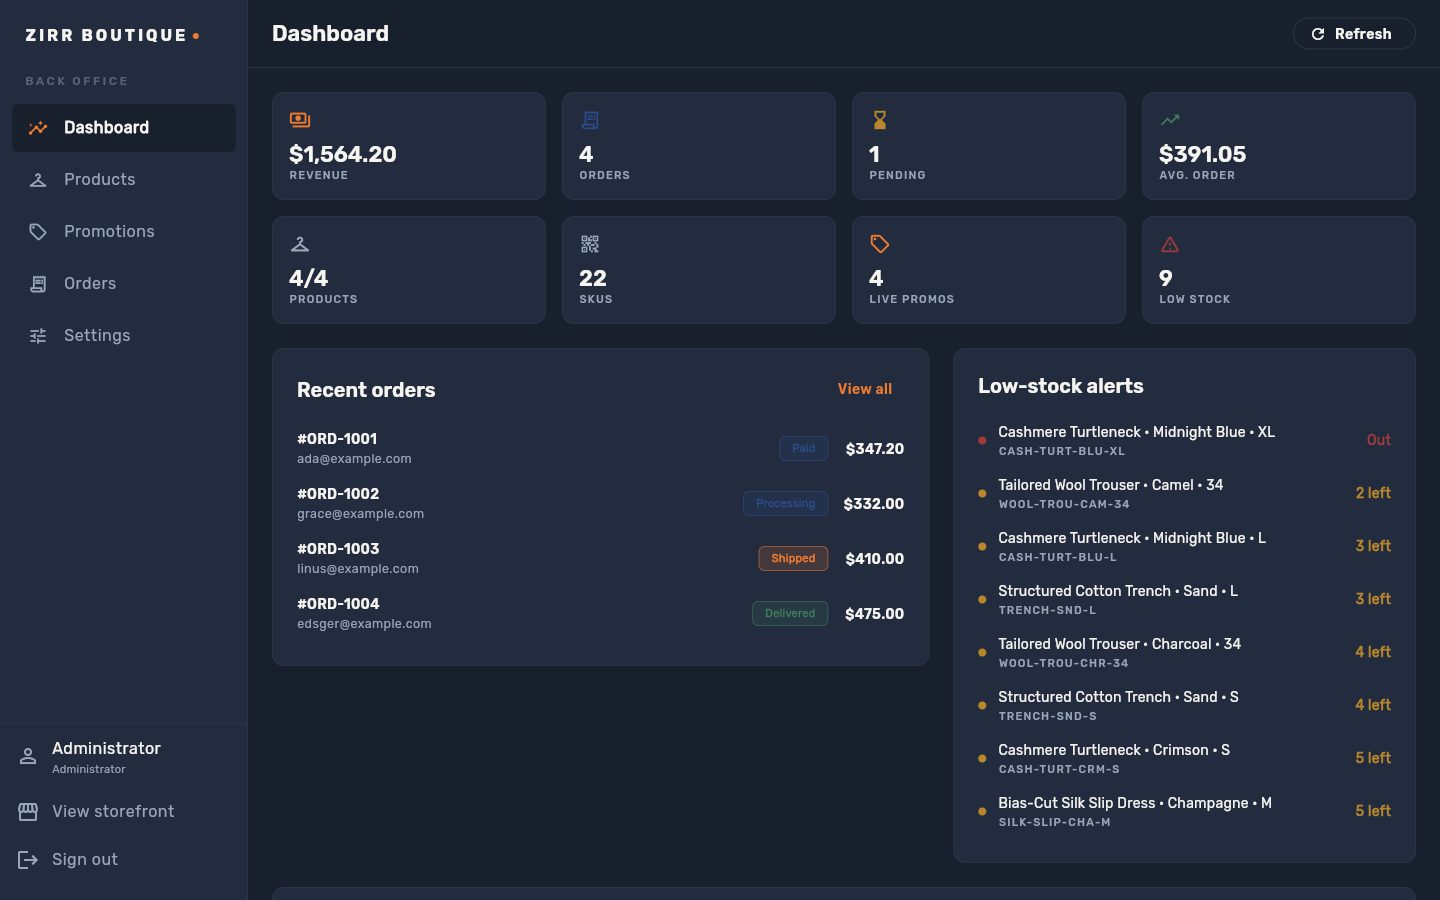 ZIRR BOUTIQUE
BACK OFFICE
Dashboard
Products
Promotions
Orders
Settings
Administrator
Administrator
View storefront
Sign out
Dashboard
Refresh
$1,564.20
REVENUE
4
ORDERS
1
PENDING
$391.05
AVG. ORDER
4/4
PRODUCTS
22
SKUS
4
LIVE PROMOS
9
LOW STOCK
Recent orders
View all
#ORD-1001
ada@example.com
Paid
$347.20
#ORD-1002
grace@example.com
Processing
$332.00
#ORD-1003
linus@example.com
Shipped
$410.00
#ORD-1004
edsger@example.com
Delivered
$475.00
Low-stock alerts
Cashmere Turtleneck • Midnight Blue • XL
CASH-TURT-BLU-XL
Out
Tailored Wool Trouser • Camel • 34
WOOL-TROU-CAM-34
2 left
Cashmere Turtleneck • Midnight Blue • L
CASH-TURT-BLU-L
3 left
Structured Cotton Trench • Sand • L
TRENCH-SND-L
3 left
Tailored Wool Trouser • Charcoal • 34
WOOL-TROU-CHR-34
4 left
Structured Cotton Trench • Sand • S
TRENCH-SND-S
4 left
Cashmere Turtleneck • Crimson • S
CASH-TURT-CRM-S
5 left
Bias-Cut Silk Slip Dress • Champagne • M
SILK-SLIP-CHA-M
5 left